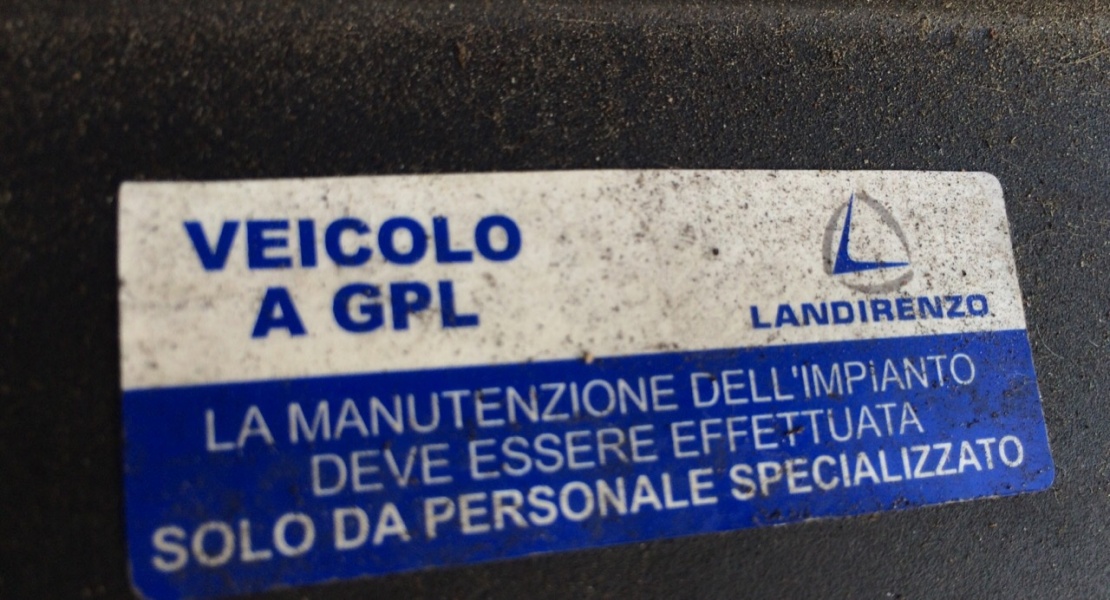 VEICOLO
A GPL
LANDIRENZO
LA MANUTENZIONE DELL'IMPIANTO
DEVE ESSERE EFFETTUATA
SOLO DA PERSONALE SPECIALIZZATO